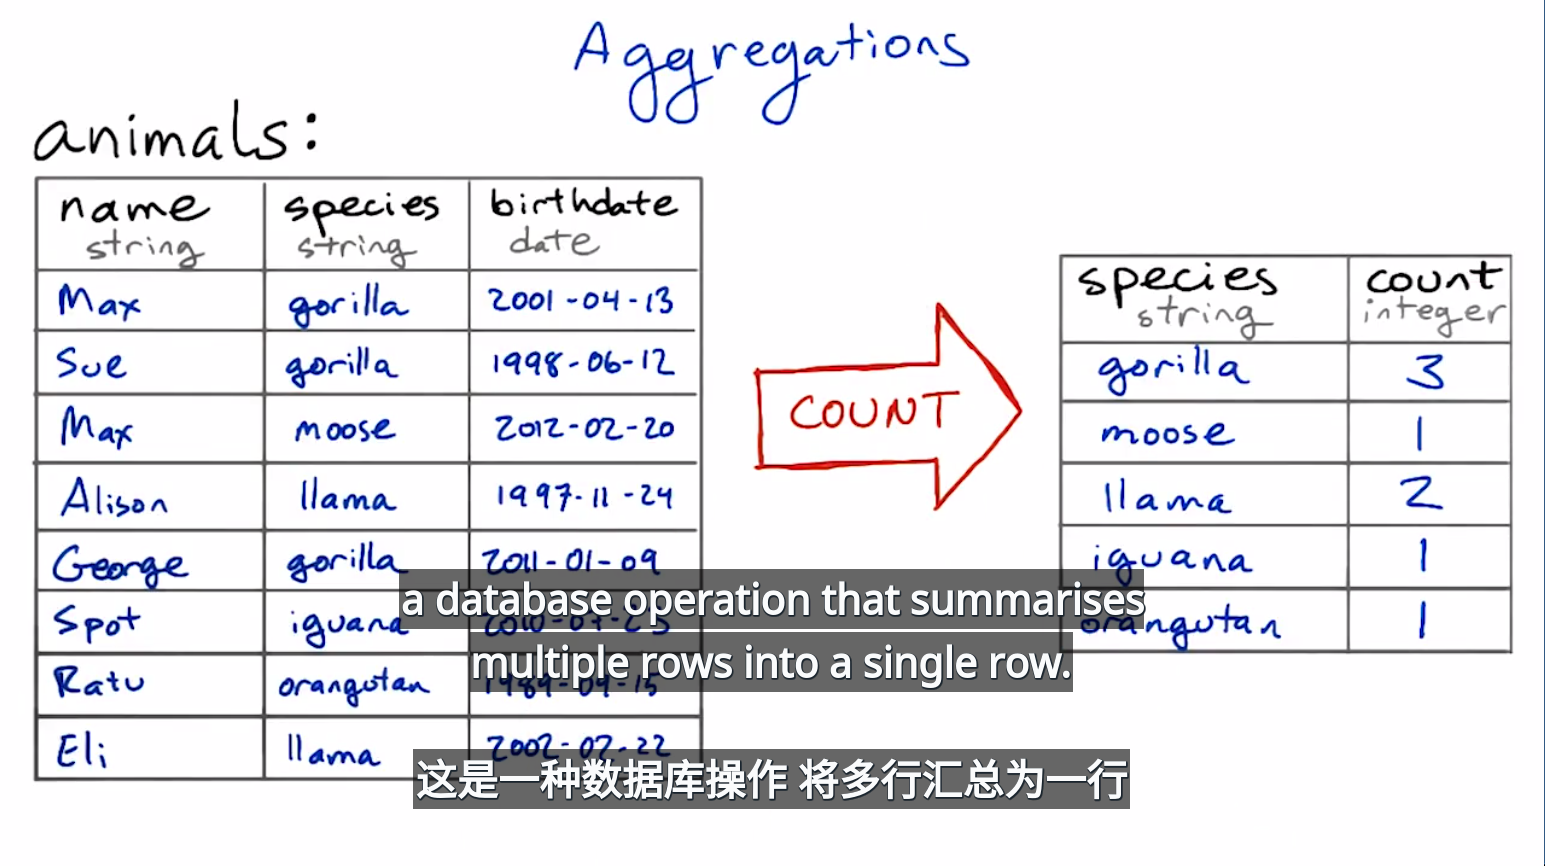 Aggregations
animals:
name species birthdate
string string date
Max gorilla 2001-04-13
Sue gorilla 1998-06-12
Max moose 2012-02-20
Alison llama 1997-11-24
George gorilla 2011-01-09
Spot iguana
Ratu orangutan 1989-09-15
Eli llama 2002-02-22
COUNT
species count
string integer
gorilla 3
moose 1
llama 2
iguana 1
orangutan 1
a database operation that summarises
multiple rows into a single row.
这是一种数据库操作 将多行汇总为一行